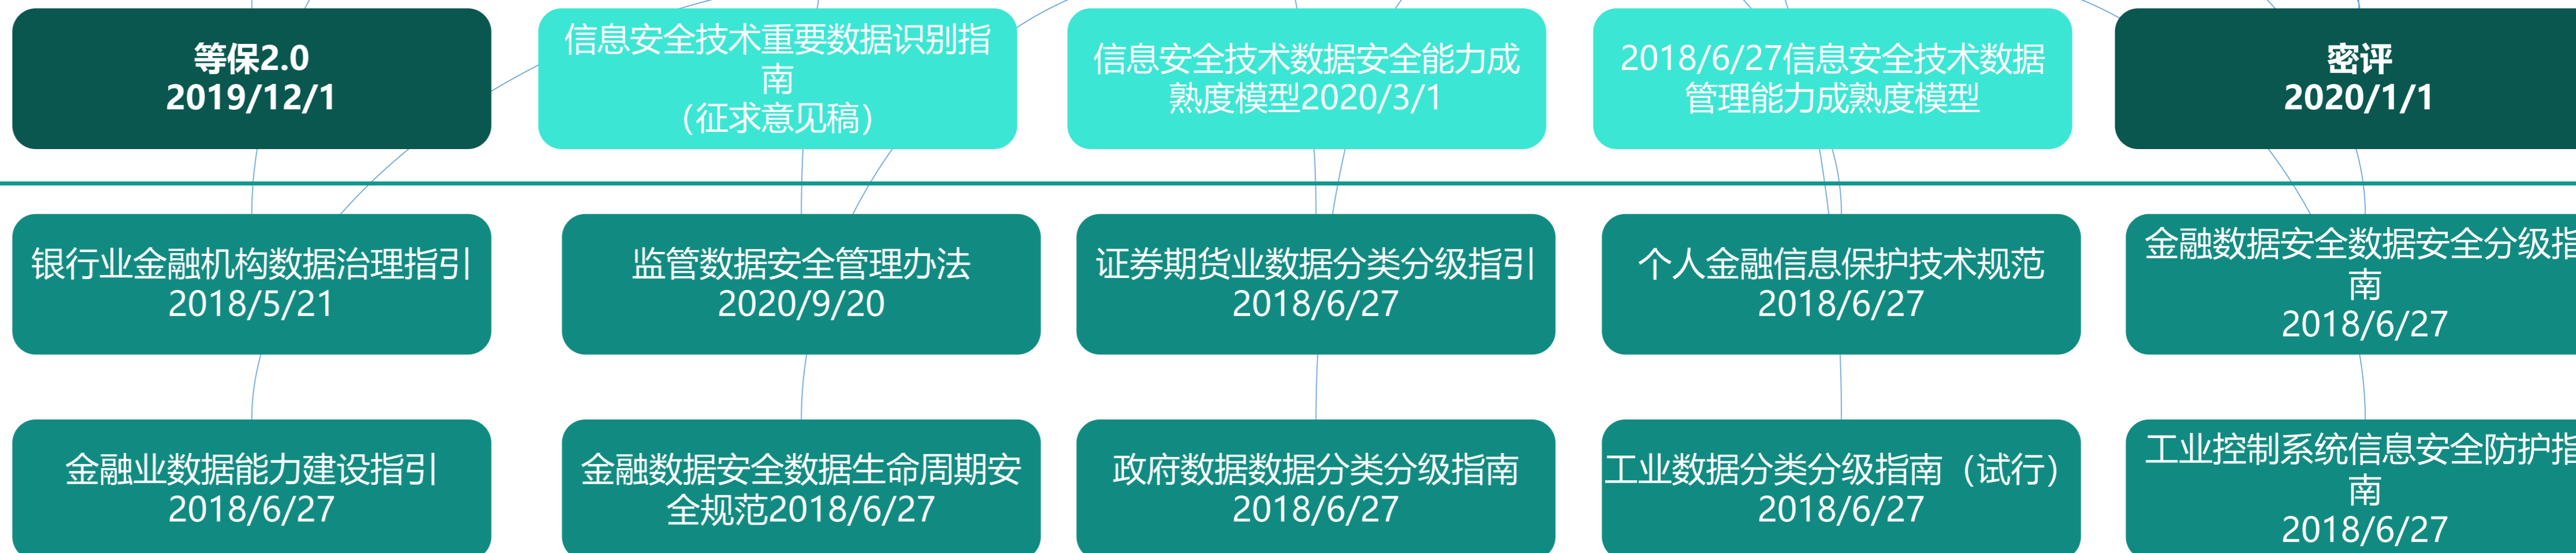 等保2.0
2019/12/1
信息安全技术重要数据识别指
南
（征求意见稿）
信息安全技术数据安全能力成
熟度模型2020/3/1
2018/6/27信息安全技术数据
管理能力成熟度模型
密评
2020/1/1
银行业金融机构数据治理指引
2018/5/21
监管数据安全管理办法
2020/9/20
证券期货业数据分类分级指引
2018/6/27
个人金融信息保护技术规范
2018/6/27
金融数据安全数据安全分级指
南
2018/6/27
金融业数据能力建设指引
2018/6/27
金融数据安全数据生命周期安
全规范2018/6/27
政府数据数据分类分级指南
2018/6/27
工业数据分类分级指南（试行）
2018/6/27
工业控制系统信息安全防护指
南
2018/6/27